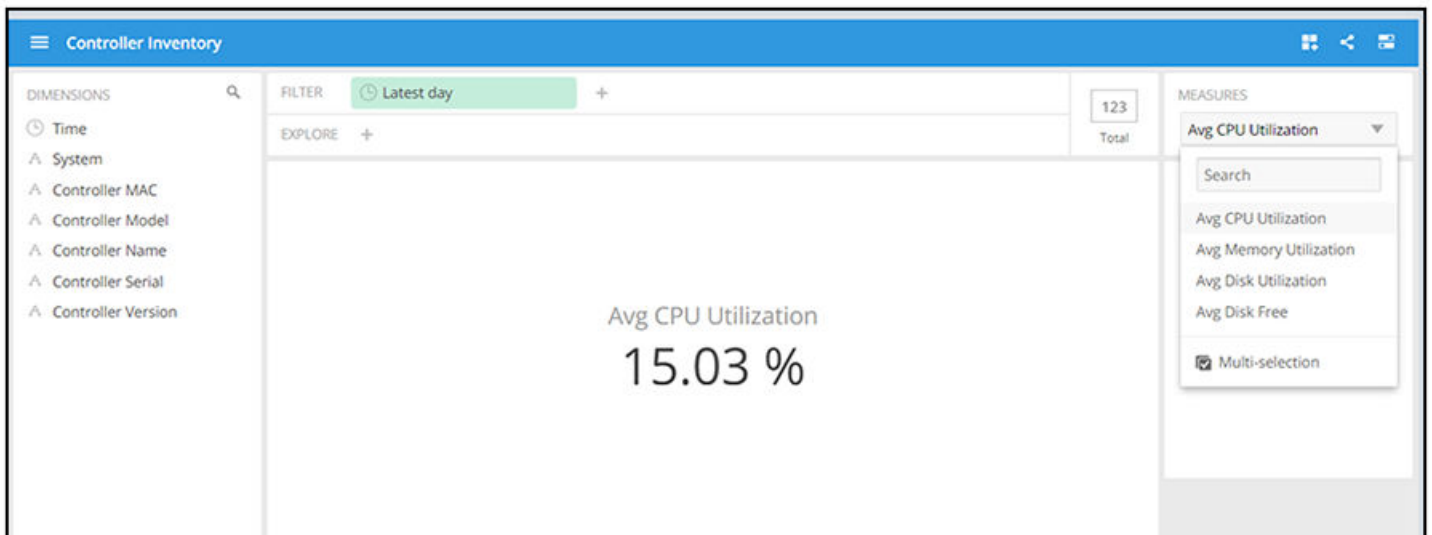 Controller Inventory
DIMENSIONS
Time
System
Controller MAC
Controller Model
Controller Name
Controller Serial
Controller Version
FILTER
Latest day
+
EXPLORE +
123
Total
MEASURES
Avg CPU Utilization
Search
Avg CPU Utilization
Avg Memory Utilization
Avg Disk Utilization
Avg Disk Free
Multi-selection
Avg CPU Utilization
15.03 %